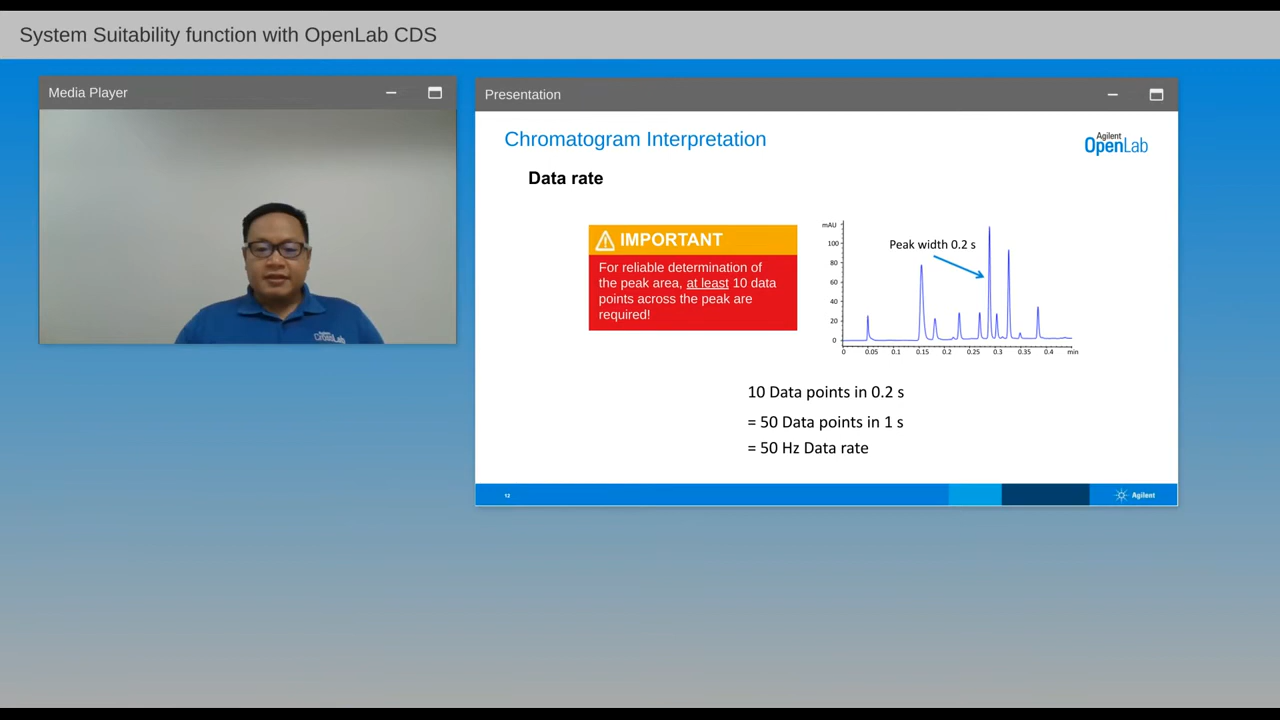 System Suitability function with OpenLab CDS
Media Player
Presentation
Chromatogram Interpretation
Agilent
OpenLab
Data rate
IMPORTANT
For reliable determination of
the peak area, at least 10 data
points across the peak are
required!
mAU
Peak width 0.2 s
100
80
60
40
20
0
0 0.05 0.1 0.15 0.2 0.25 0.3 0.35 0.4 min
10 Data points in 0.2 s
= 50 Data points in 1 s
= 50 Hz Data rate
12
Agilent
Agilent
CrossLab